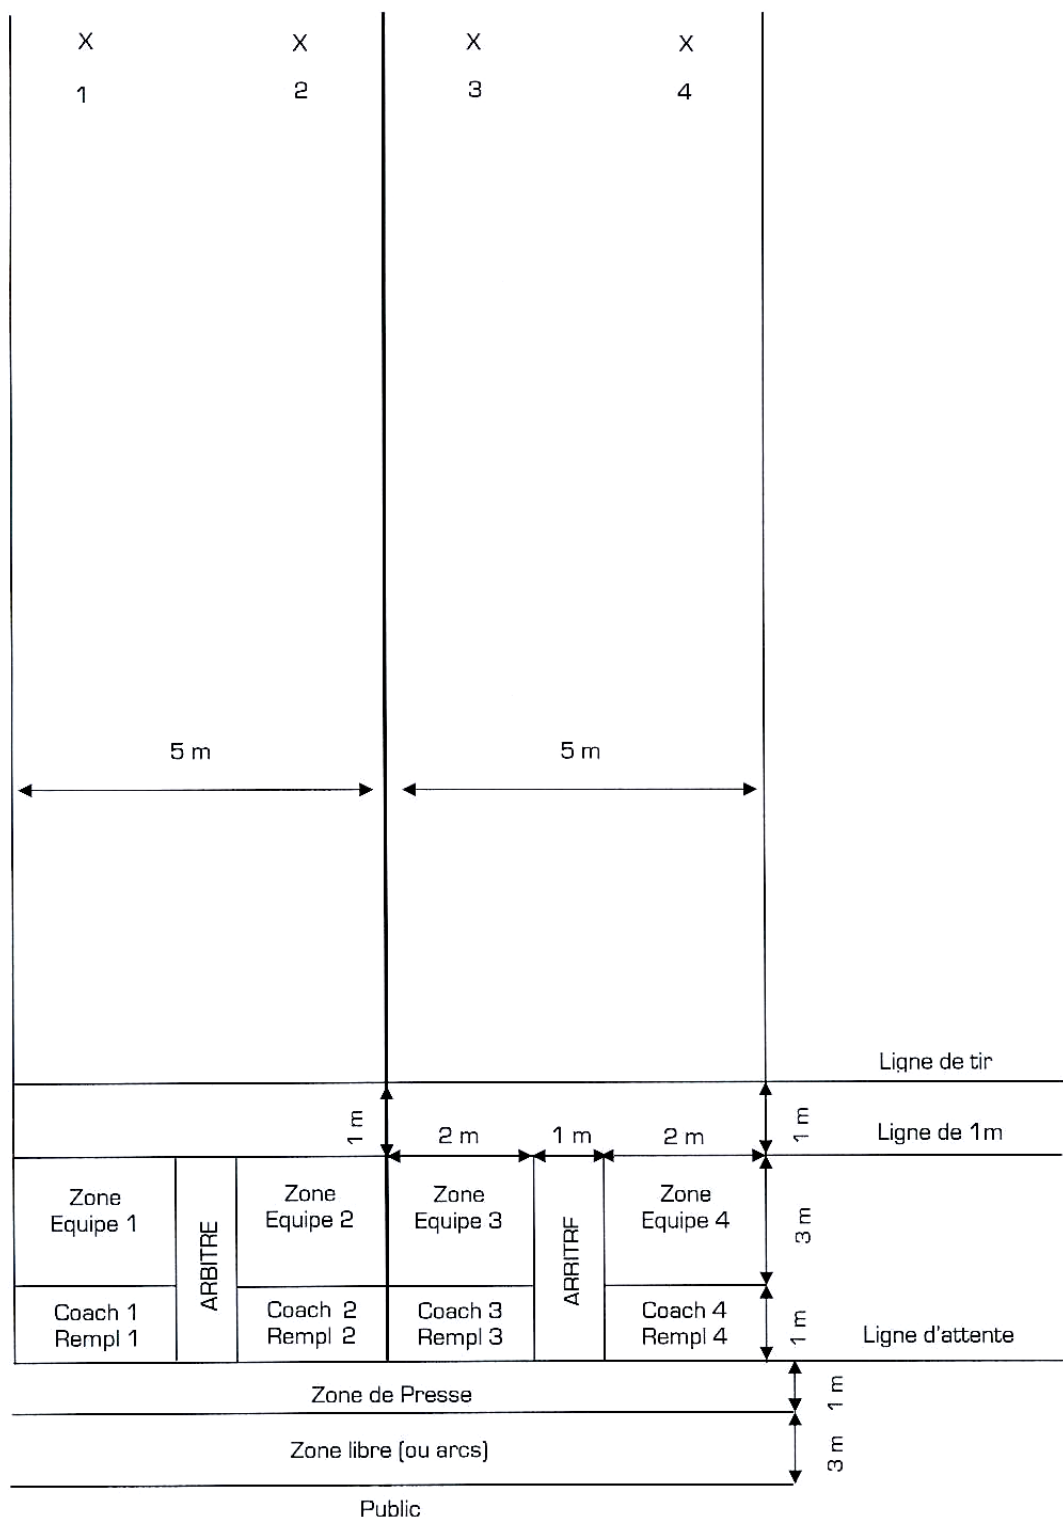 X X X X
1 2 3 4
5 m 5 m
Ligne de tir
1 m 2 m 1 m 2 m 1 m Ligne de 1m
Zone
Equipe 1
ARBITRE
Zone
Equipe 2
Zone
Equipe 3
ARRITRF
Zone
Equipe 4
3 m
Coach 1
Rempl 1
Coach 2
Rempl 2
Coach 3
Rempl 3
Coach 4
Rempl 4
1 m
Ligne d'attente
Zone de Presse
1 m
Zone libre (ou arcs)
3 m
Public